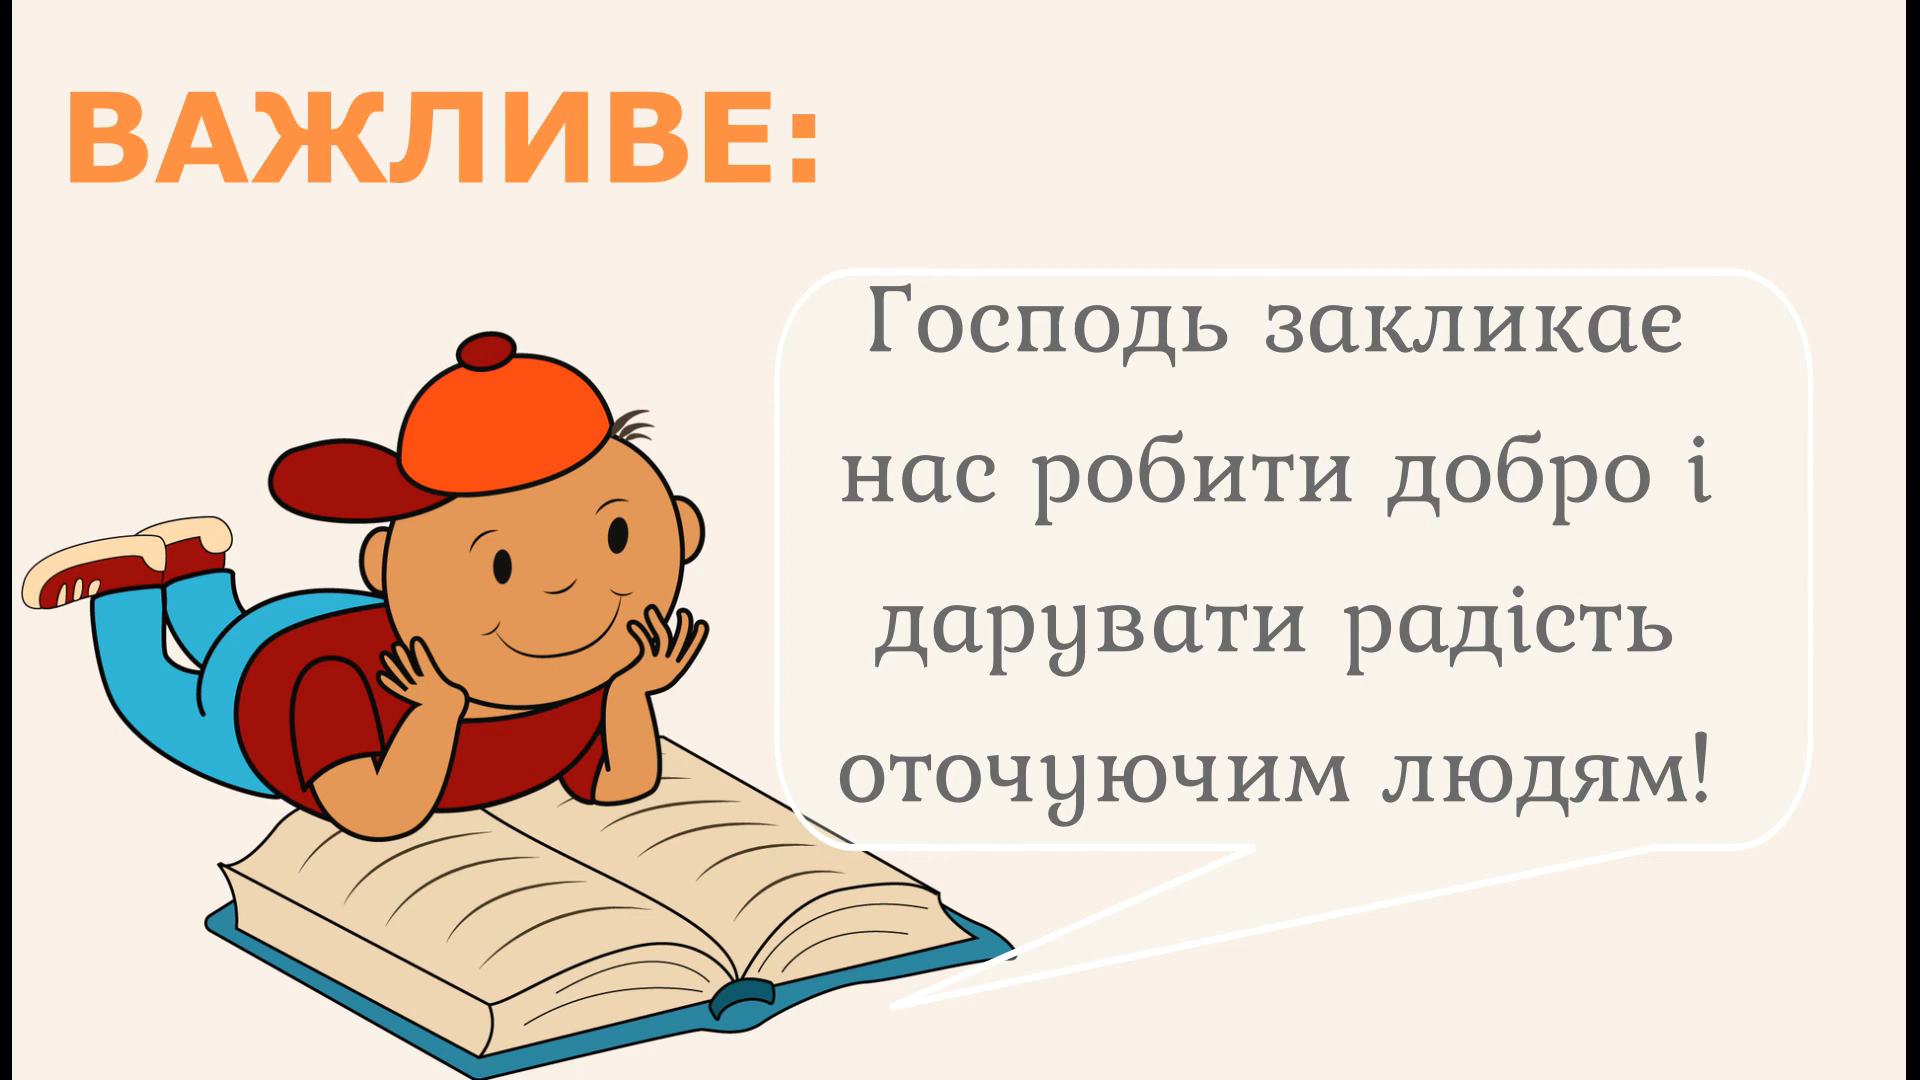 ВАЖЛИВЕ:
Господь закликає
нас робити добро і
дарувати радість
оточуючим людям!